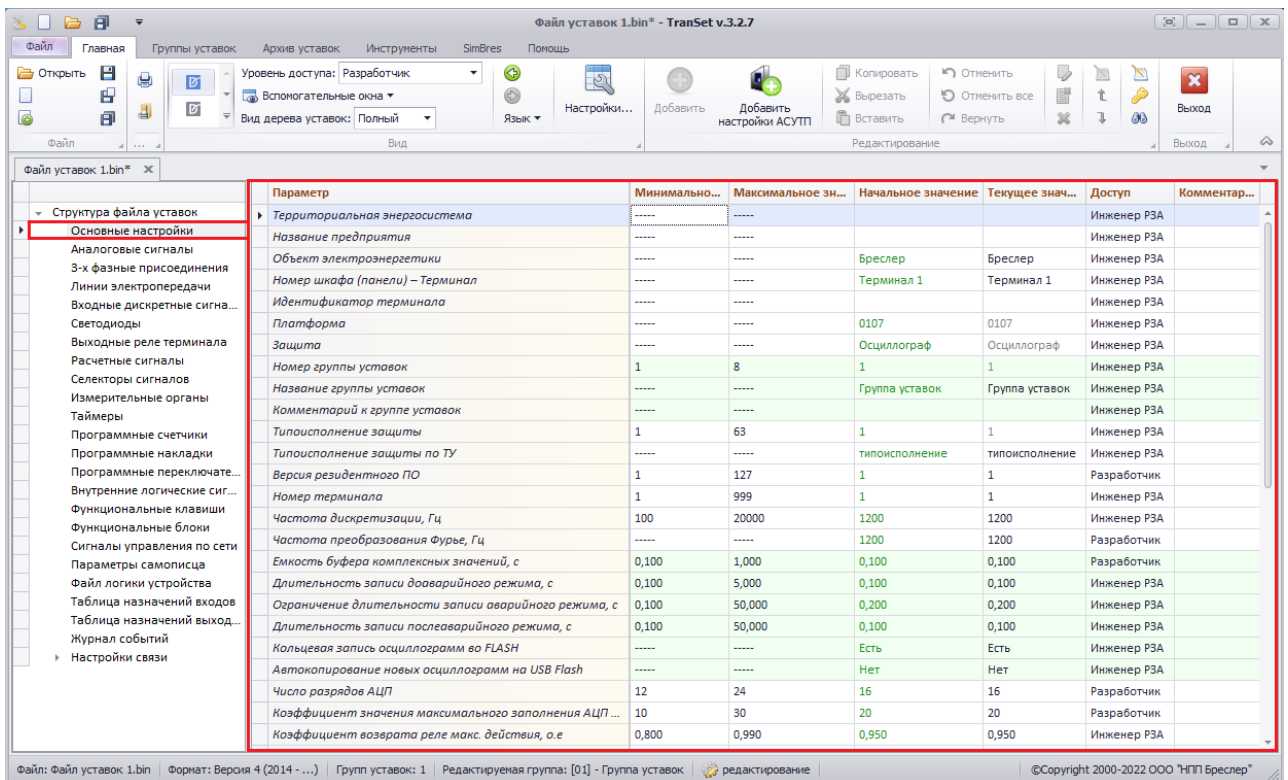 Файл уставок 1.bin* - TranSet v.3.2.7
Файл Главная Группы уставок Архив уставок Инструменты SimBres Помощь
Открыть
Уровень доступа: Разработчик
Вспомогательные окна
Вид дерева уставок: Полный
Язык
Настройки...
Добавить
Добавить
настройки АСУТП
Копировать
Вырезать
Вставить
Отменить
Отменить все
Вернуть
Выход
Файл ... Вид Редактирование Выход
Файл уставок 1.bin*
Структура файла уставок
Основные настройки
Аналоговые сигналы
3-х фазные присоединения
Линии электропередачи
Входные дискретные сигна...
Светодиоды
Выходные реле терминала
Расчетные сигналы
Селекторы сигналов
Измерительные органы
Таймеры
Программные счетчики
Программные накладки
Программные переключате...
Внутренние логические сиг...
Функциональные клавиши
Функциональные блоки
Сигналы управления по сети
Параметры самописца
Файл логики устройства
Таблица назначений входов
Таблица назначений выход...
Журнал событий
Настройки связи
Параметр Минимально... Максимальное зн... Начальное значение Текущее знач... Доступ Комментар...
Территориальная энергосистема ----- ----- Инженер РЗА
Название предприятия ----- ----- Инженер РЗА
Объект электроэнергетики ----- ----- Бреслер Бреслер Инженер РЗА
Номер шкафа (панели) – Терминал ----- ----- Терминал 1 Терминал 1 Инженер РЗА
Идентификатор терминала ----- ----- Инженер РЗА
Платформа ----- ----- 0107 0107 Инженер РЗА
Защита ----- ----- Осциллограф Осциллограф Инженер РЗА
Номер группы уставок 1 8 1 1 Инженер РЗА
Название группы уставок ----- ----- Группа уставок Группа уставок Инженер РЗА
Комментарий к группе уставок ----- ----- Инженер РЗА
Типоисполнение защиты 1 63 1 1 Инженер РЗА
Типоисполнение защиты по ТУ ----- ----- типоисполнение типоисполнение Инженер РЗА
Версия резидентного ПО 1 127 1 1 Разработчик
Номер терминала 1 999 1 1 Инженер РЗА
Частота дискретизации, Гц 100 20000 1200 1200 Инженер РЗА
Частота преобразования Фурье, Гц ----- ----- 1200 1200 Разработчик
Емкость буфера комплексных значений, с 0,100 1,000 0,100 0,100 Разработчик
Длительность записи доаварийного режима, с 0,100 5,000 0,100 0,100 Инженер РЗА
Ограничение длительности записи аварийного режима, с 0,100 50,000 0,200 0,200 Инженер РЗА
Длительность записи послеаварийного режима, с 0,100 50,000 0,100 0,100 Инженер РЗА
Кольцевая запись осциллограмм во FLASH ----- ----- Есть Есть Инженер РЗА
Автокопирование новых осциллограмм на USB Flash ----- ----- Нет Нет Инженер РЗА
Число разрядов АЦП 12 24 16 16 Разработчик
Коэффициент значения максимального заполнения АЦП ... 10 30 20 20 Разработчик
Коэффициент возврата реле макс. действия, о.е 0,800 0,990 0,950 0,950 Инженер РЗА
Файл: Файл уставок 1.bin Формат: Версия 4 (2014 - ...) Групп уставок: 1 Редактируемая группа: [01] - Группа уставок редактирование ©Copyright 2000-2022 ООО "НПП Бреслер"